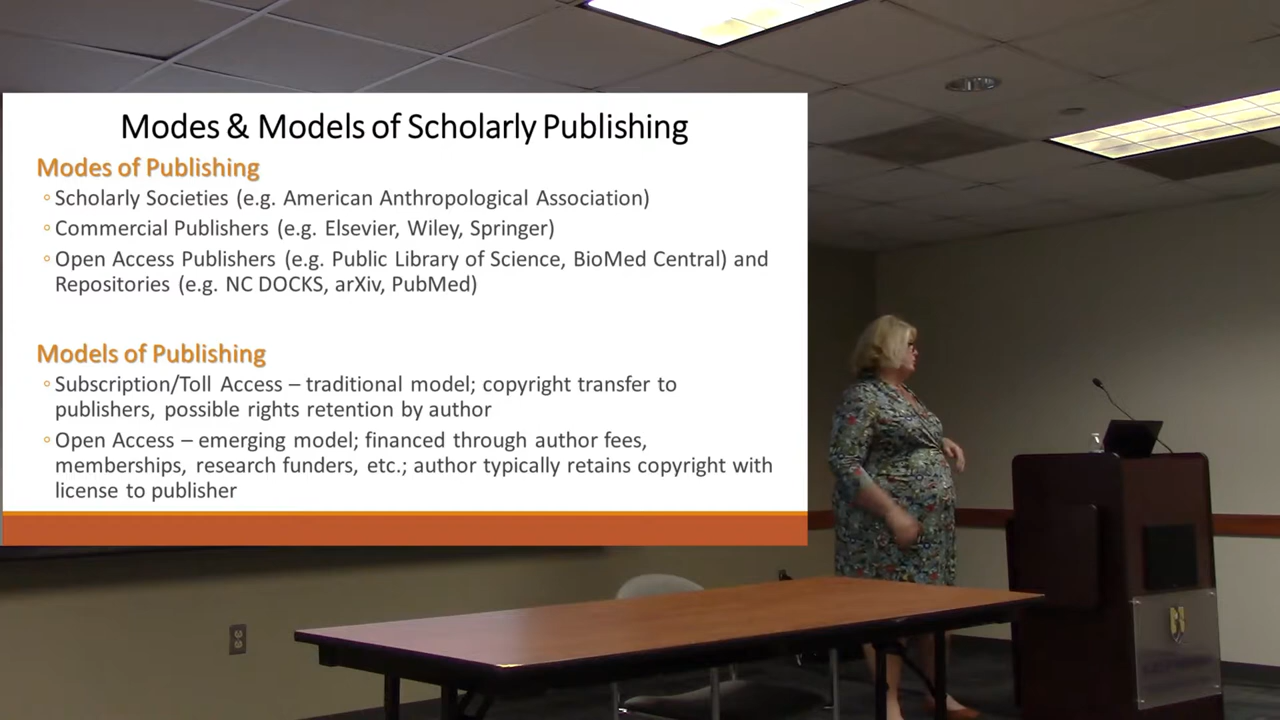 Modes & Models of Scholarly Publishing
Modes of Publishing
◦ Scholarly Societies (e.g. American Anthropological Association)
◦ Commercial Publishers (e.g. Elsevier, Wiley, Springer)
◦ Open Access Publishers (e.g. Public Library of Science, BioMed Central) and
Repositories (e.g. NC DOCKS, arXiv, PubMed)
Models of Publishing
◦ Subscription/Toll Access – traditional model; copyright transfer to
publishers, possible rights retention by author
◦ Open Access – emerging model; financed through author fees,
memberships, research funders, etc.; author typically retains copyright with
license to publisher